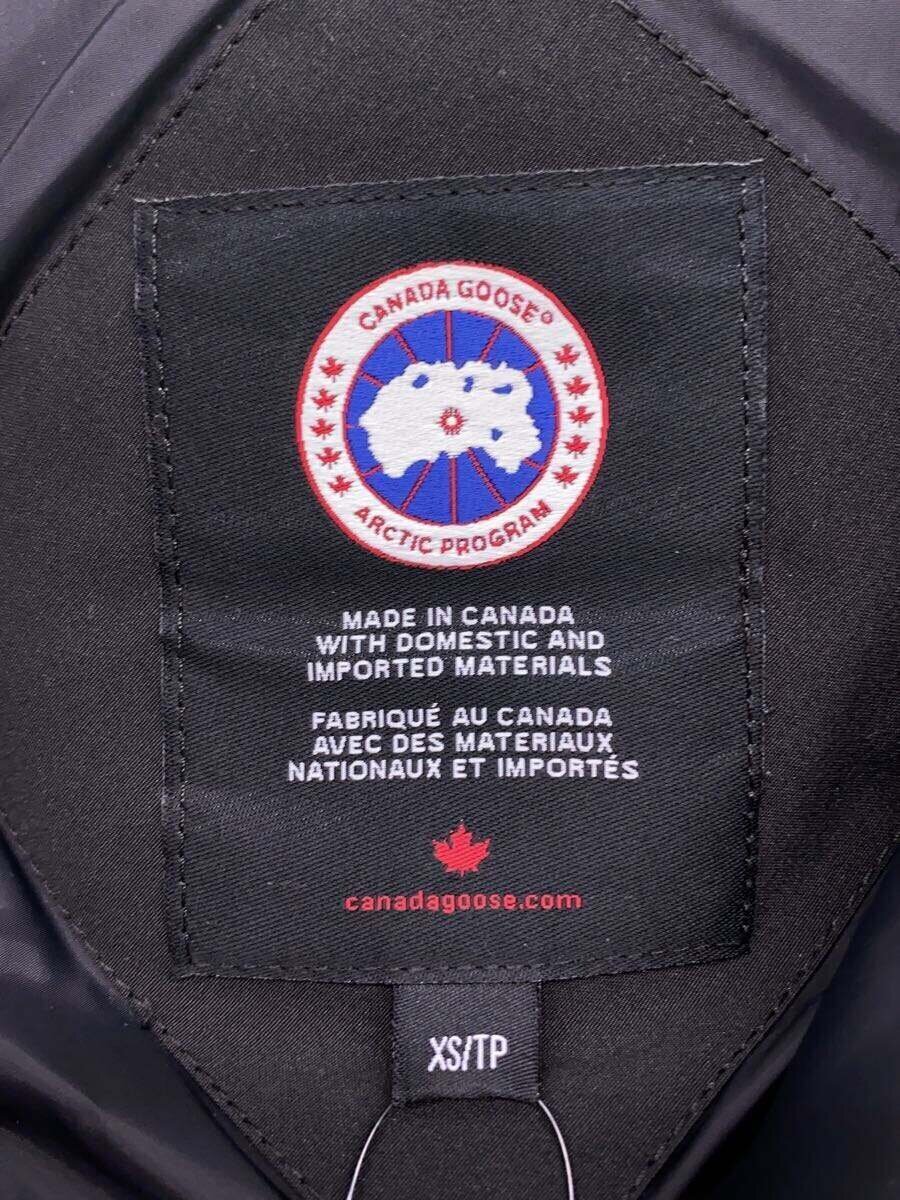 CANADA GOOSE®
ARCTIC PROGRAM
MADE IN CANADA
WITH DOMESTIC AND
IMPORTED MATERIALS
FABRIQUÉ AU CANADA
AVEC DES MATERIAUX
NATIONAUX ET IMPORTÉS
canadagoose.com
XS/TP